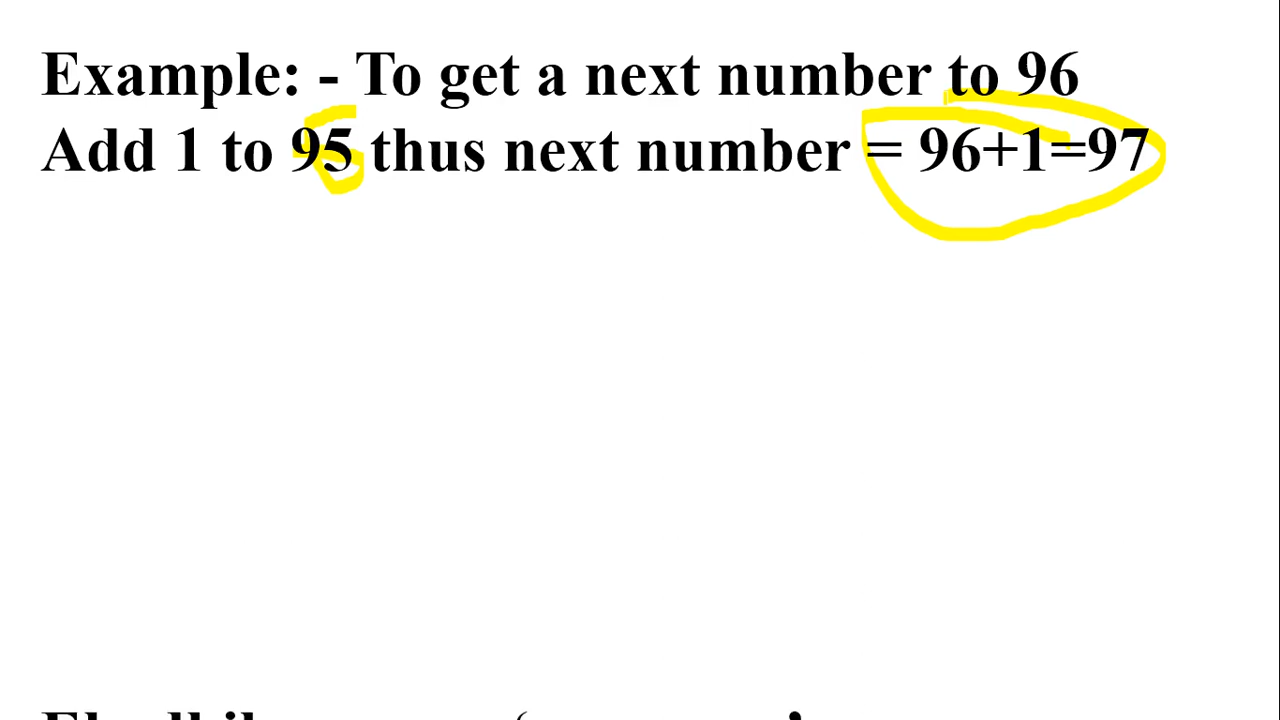 Example: - To get a next number to 96
Add 1 to 95 thus next number = 96+1=97